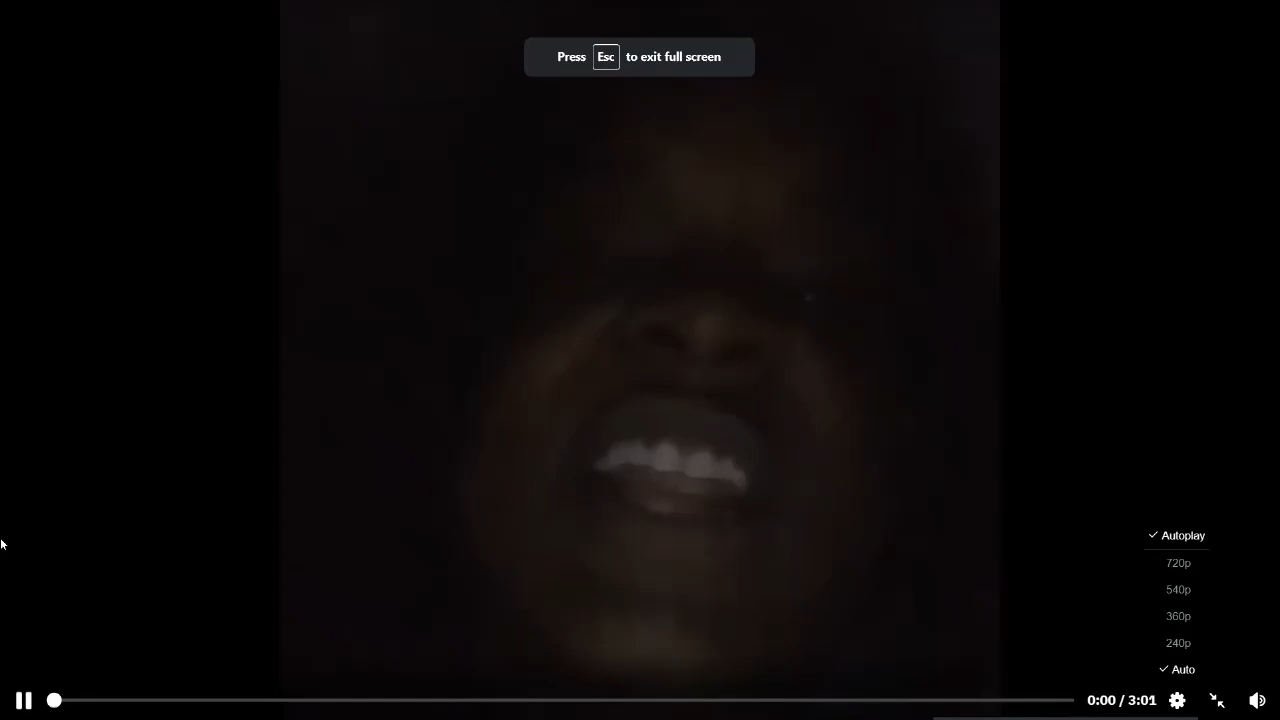 Press Esc to exit full screen
Autoplay
720p
540p
360p
240p
Auto
0:00 / 3:01